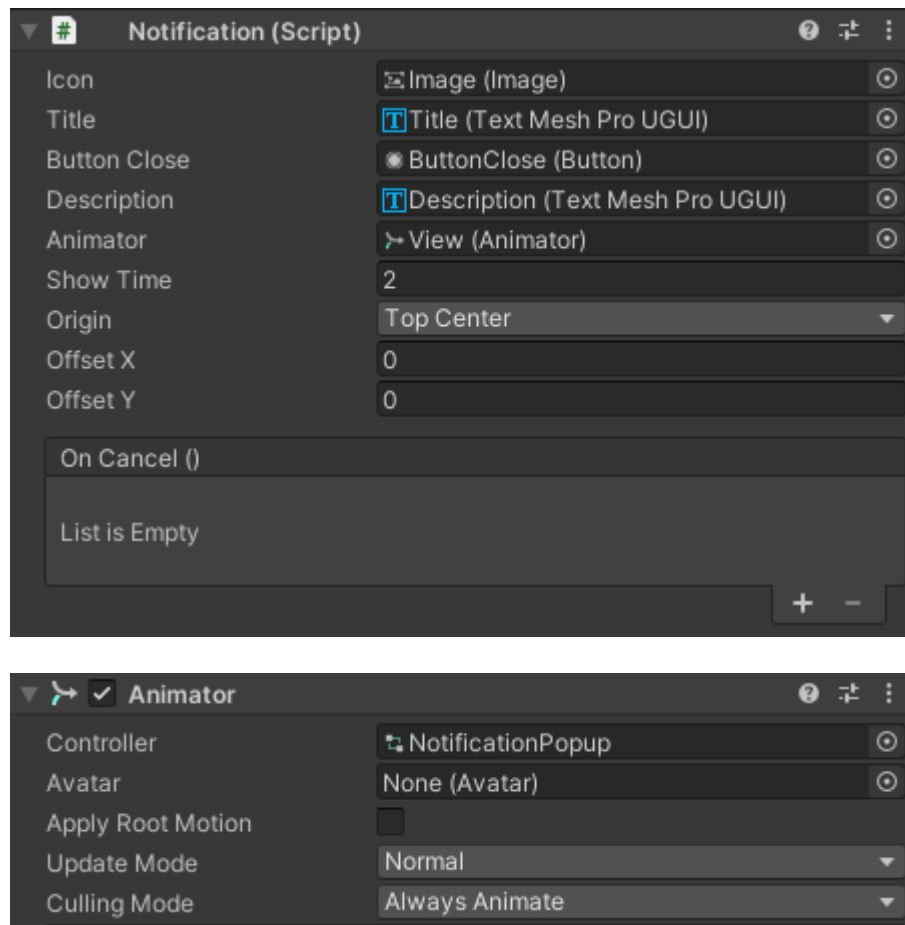 Notification (Script)
Icon Image (Image)
Title Title (Text Mesh Pro UGUI)
Button Close ButtonClose (Button)
Description Description (Text Mesh Pro UGUI)
Animator View (Animator)
Show Time 2
Origin Top Center
Offset X 0
Offset Y 0
On Cancel ()
List is Empty
Animator
Controller NotificationPopup
Avatar None (Avatar)
Apply Root Motion
Update Mode Normal
Culling Mode Always Animate